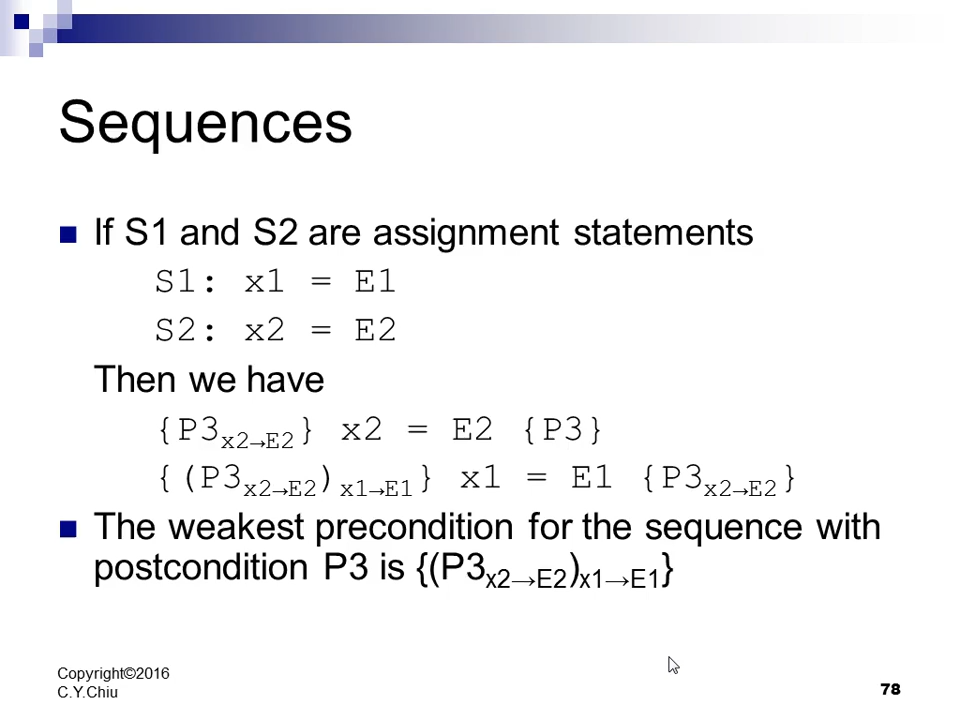 Sequences
If S1 and S2 are assignment statements
S1: x1 = E1
S2: x2 = E2
Then we have
{P3x2→E2} x2 = E2 {P3}
{(P3x2→E2)x1→E1} x1 = E1 {P3x2→E2}
The weakest precondition for the sequence with
postcondition P3 is {(P3x2→E2)x1→E1}
Copyright©2016
C.Y.Chiu
78